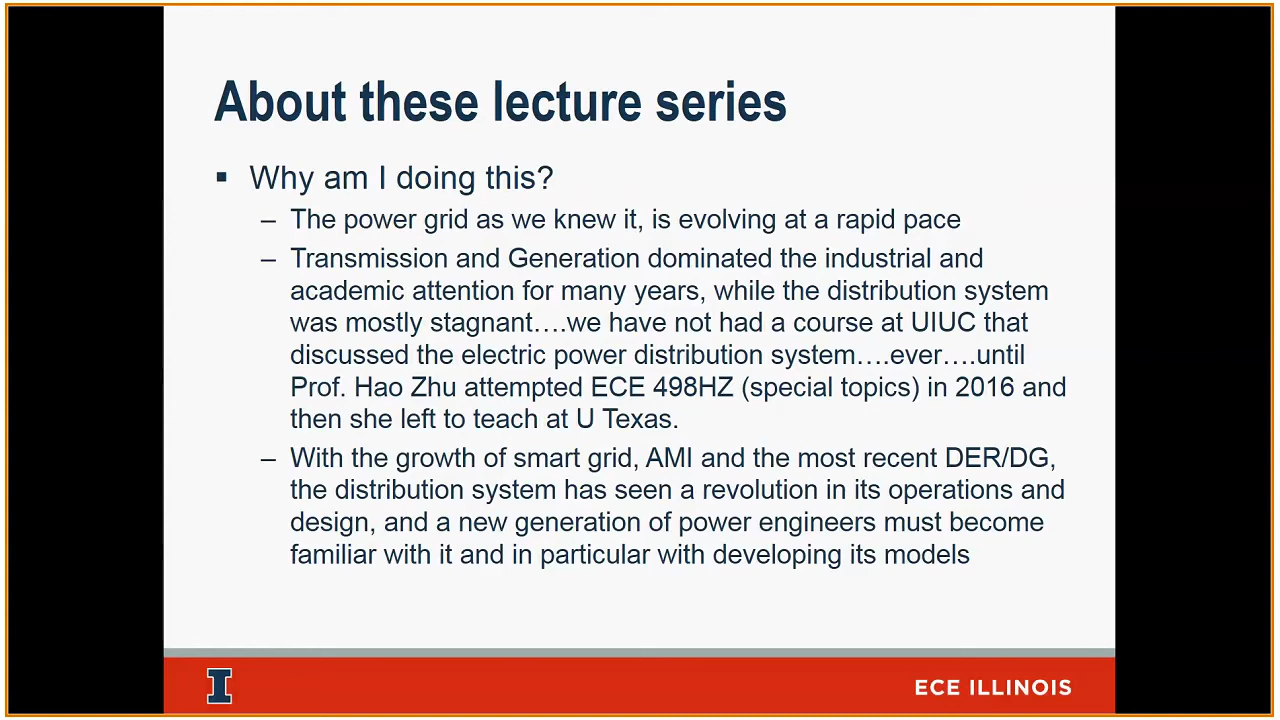 About these lecture series
▪ Why am I doing this?
– The power grid as we knew it, is evolving at a rapid pace
– Transmission and Generation dominated the industrial and
academic attention for many years, while the distribution system
was mostly stagnant….we have not had a course at UIUC that
discussed the electric power distribution system….ever….until
Prof. Hao Zhu attempted ECE 498HZ (special topics) in 2016 and
then she left to teach at U Texas.
– With the growth of smart grid, AMI and the most recent DER/DG,
the distribution system has seen a revolution in its operations and
design, and a new generation of power engineers must become
familiar with it and in particular with developing its models
I
ECE ILLINOIS